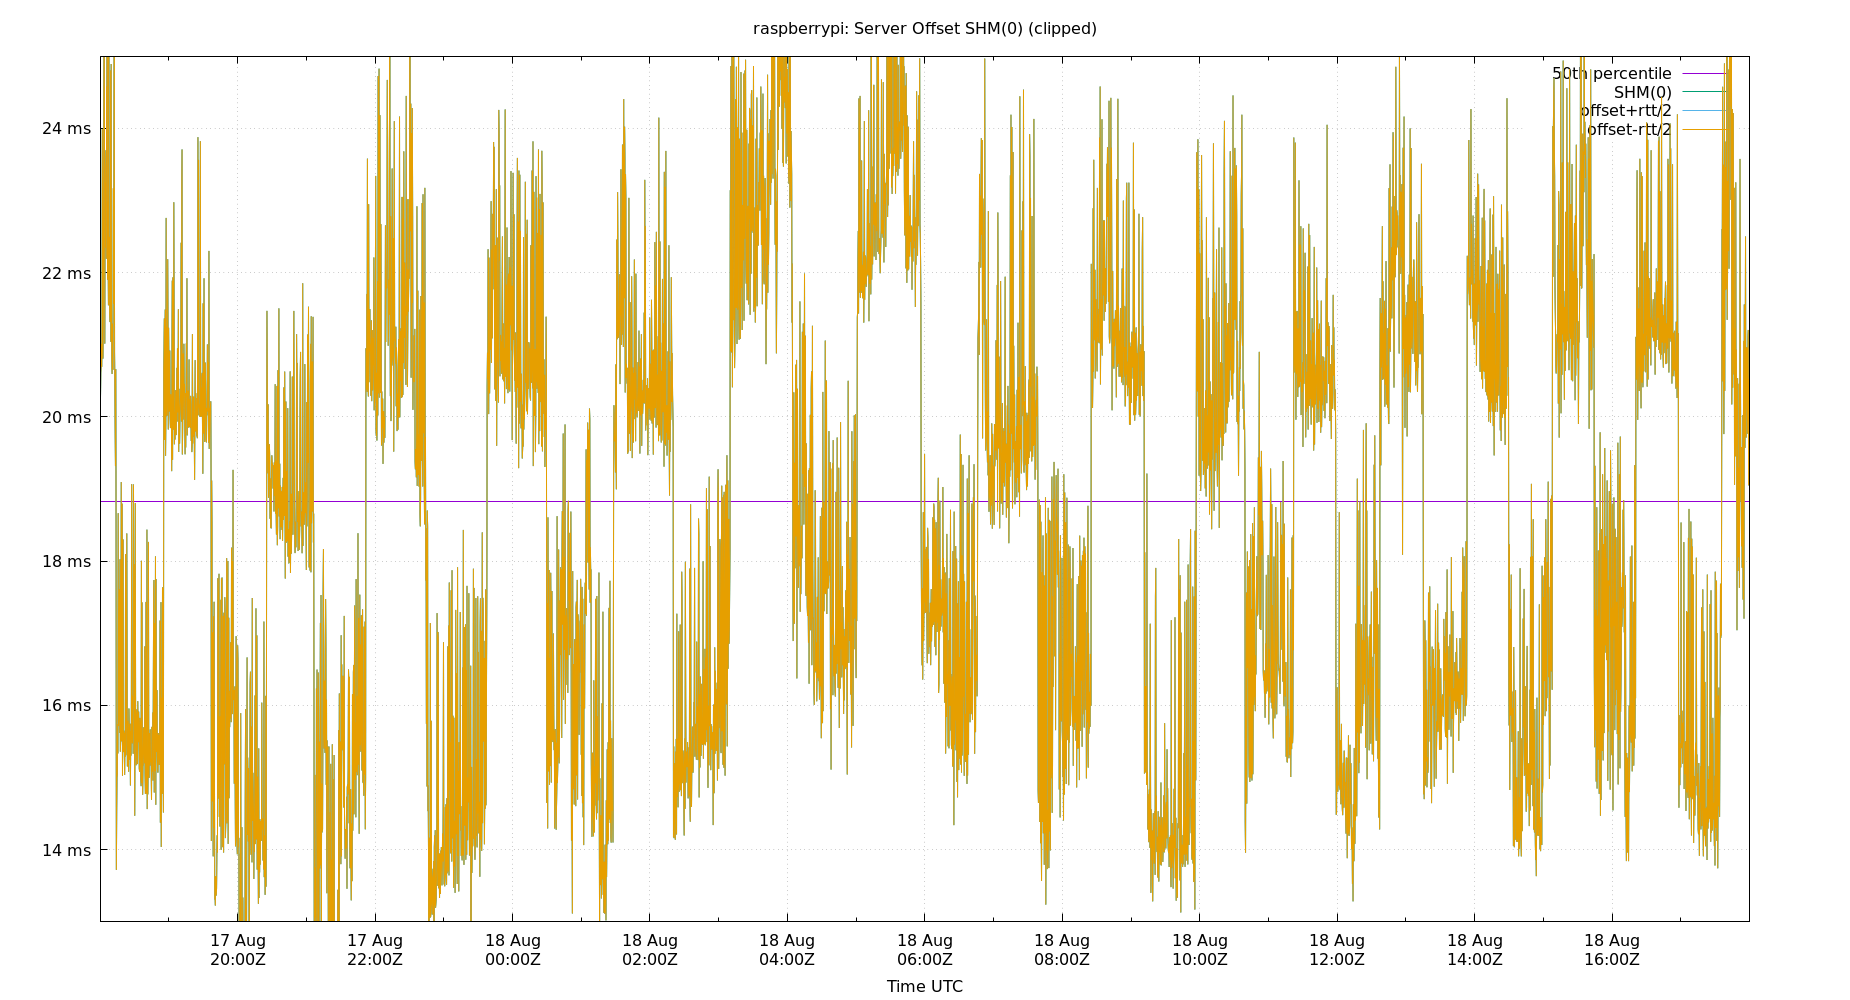 raspberrypi: Server Offset SHM(0) (clipped)
50th percentile
SHM(0)
offset+rtt/2
offset-rtt/2
24 ms
22 ms
20 ms
18 ms
16 ms
14 ms
17 Aug 17 Aug 18 Aug 18 Aug 18 Aug 18 Aug 18 Aug 18 Aug 18 Aug 18 Aug 18 Aug
20:00Z 22:00Z 00:00Z 02:00Z 04:00Z 06:00Z 08:00Z 10:00Z 12:00Z 14:00Z 16:00Z
Time UTC